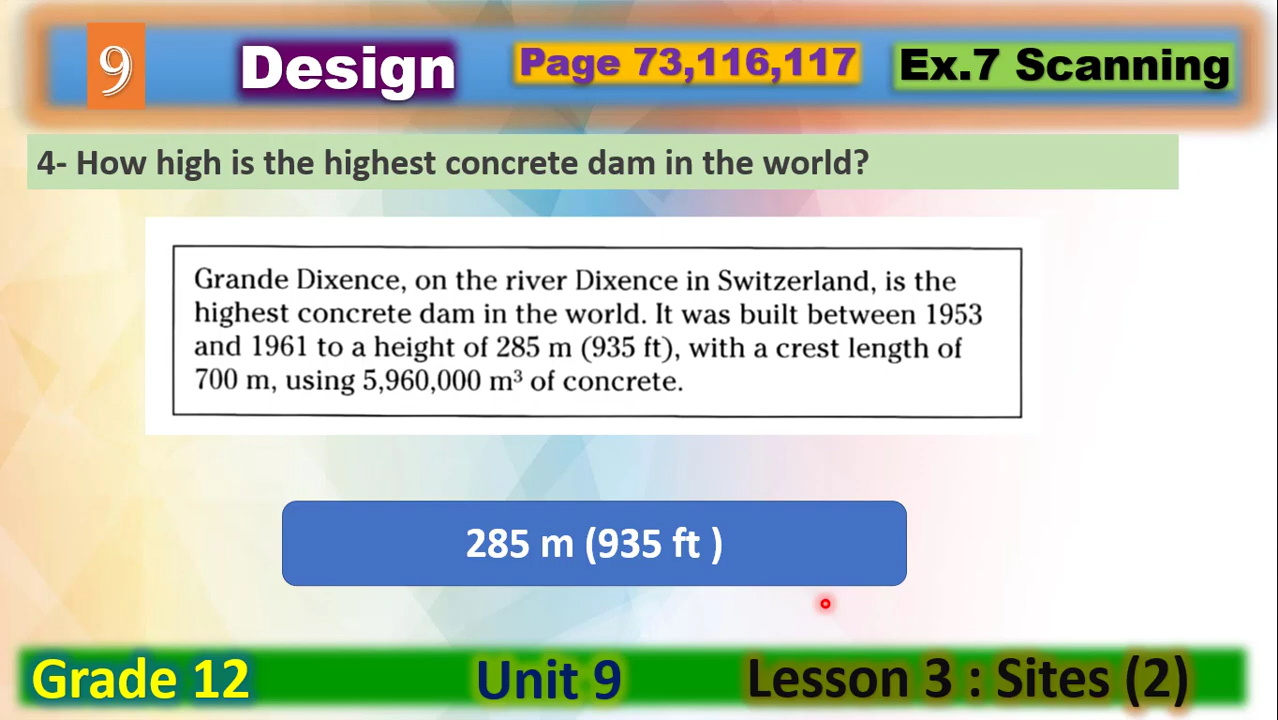 9 Design Page 73,116,117 Ex.7 Scanning
4- How high is the highest concrete dam in the world?
Grande Dixence, on the river Dixence in Switzerland, is the
highest concrete dam in the world. It was built between 1953
and 1961 to a height of 285 m (935 ft), with a crest length of
700 m, using 5,960,000 m³ of concrete.
285 m (935 ft )
Grade 12 Unit 9 Lesson 3 : Sites (2)